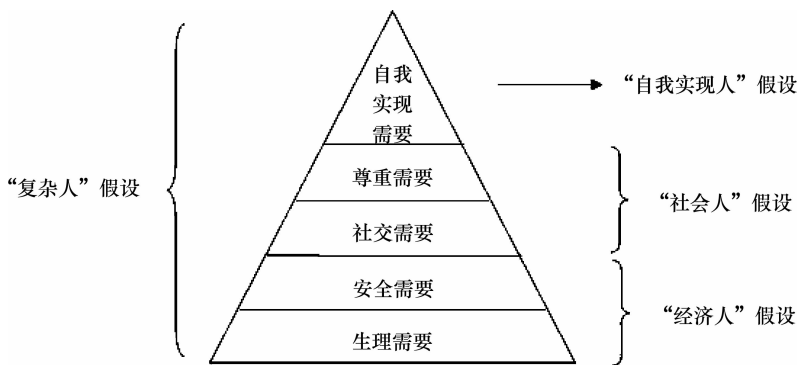 自我
实现
需要
尊重需要
社交需要
安全需要
生理需要
“复杂人”假设
“自我实现人”假设
“社会人”假设
“经济人”假设